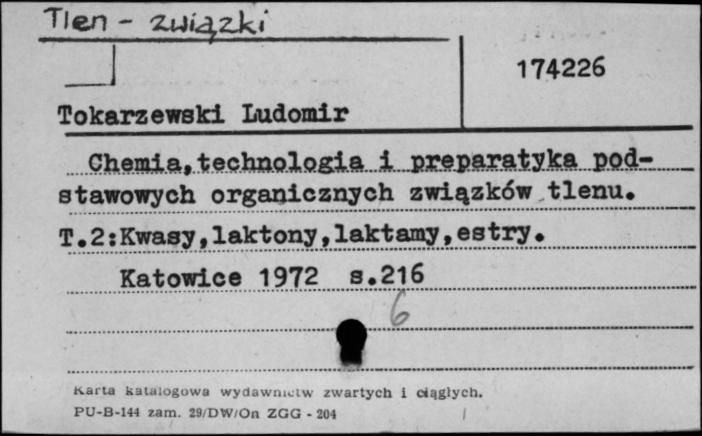 Tlen - związki
174226
Tokarzewski Ludomir
Chemia,technologia i preparatyka pod-
stawowych organicznych związków tlenu.
T.2:Kwasy,laktony,laktamy,estry.
Katowice 1972 s.216
6
Karta katalogowa wydawnictw zwartych i ciągłych.
PU-B-144 zam. 29/DW/On ZGG - 204